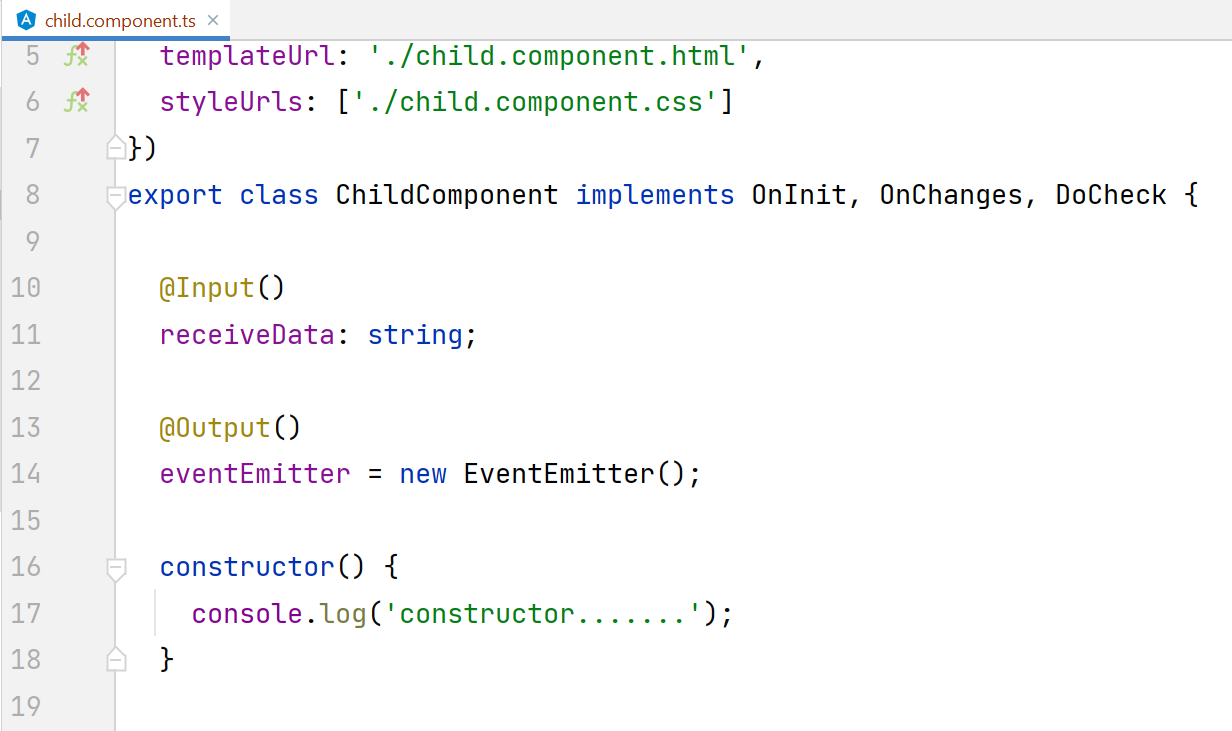 child.component.ts
5 templateUrl: './child.component.html',
6 styleUrls: ['./child.component.css']
7 })
8 export class ChildComponent implements OnInit, OnChanges, DoCheck {
9
10 @Input()
11 receiveData: string;
12
13 @Output()
14 eventEmitter = new EventEmitter();
15
16 constructor() {
17 console.log('constructor.......');
18 }
19